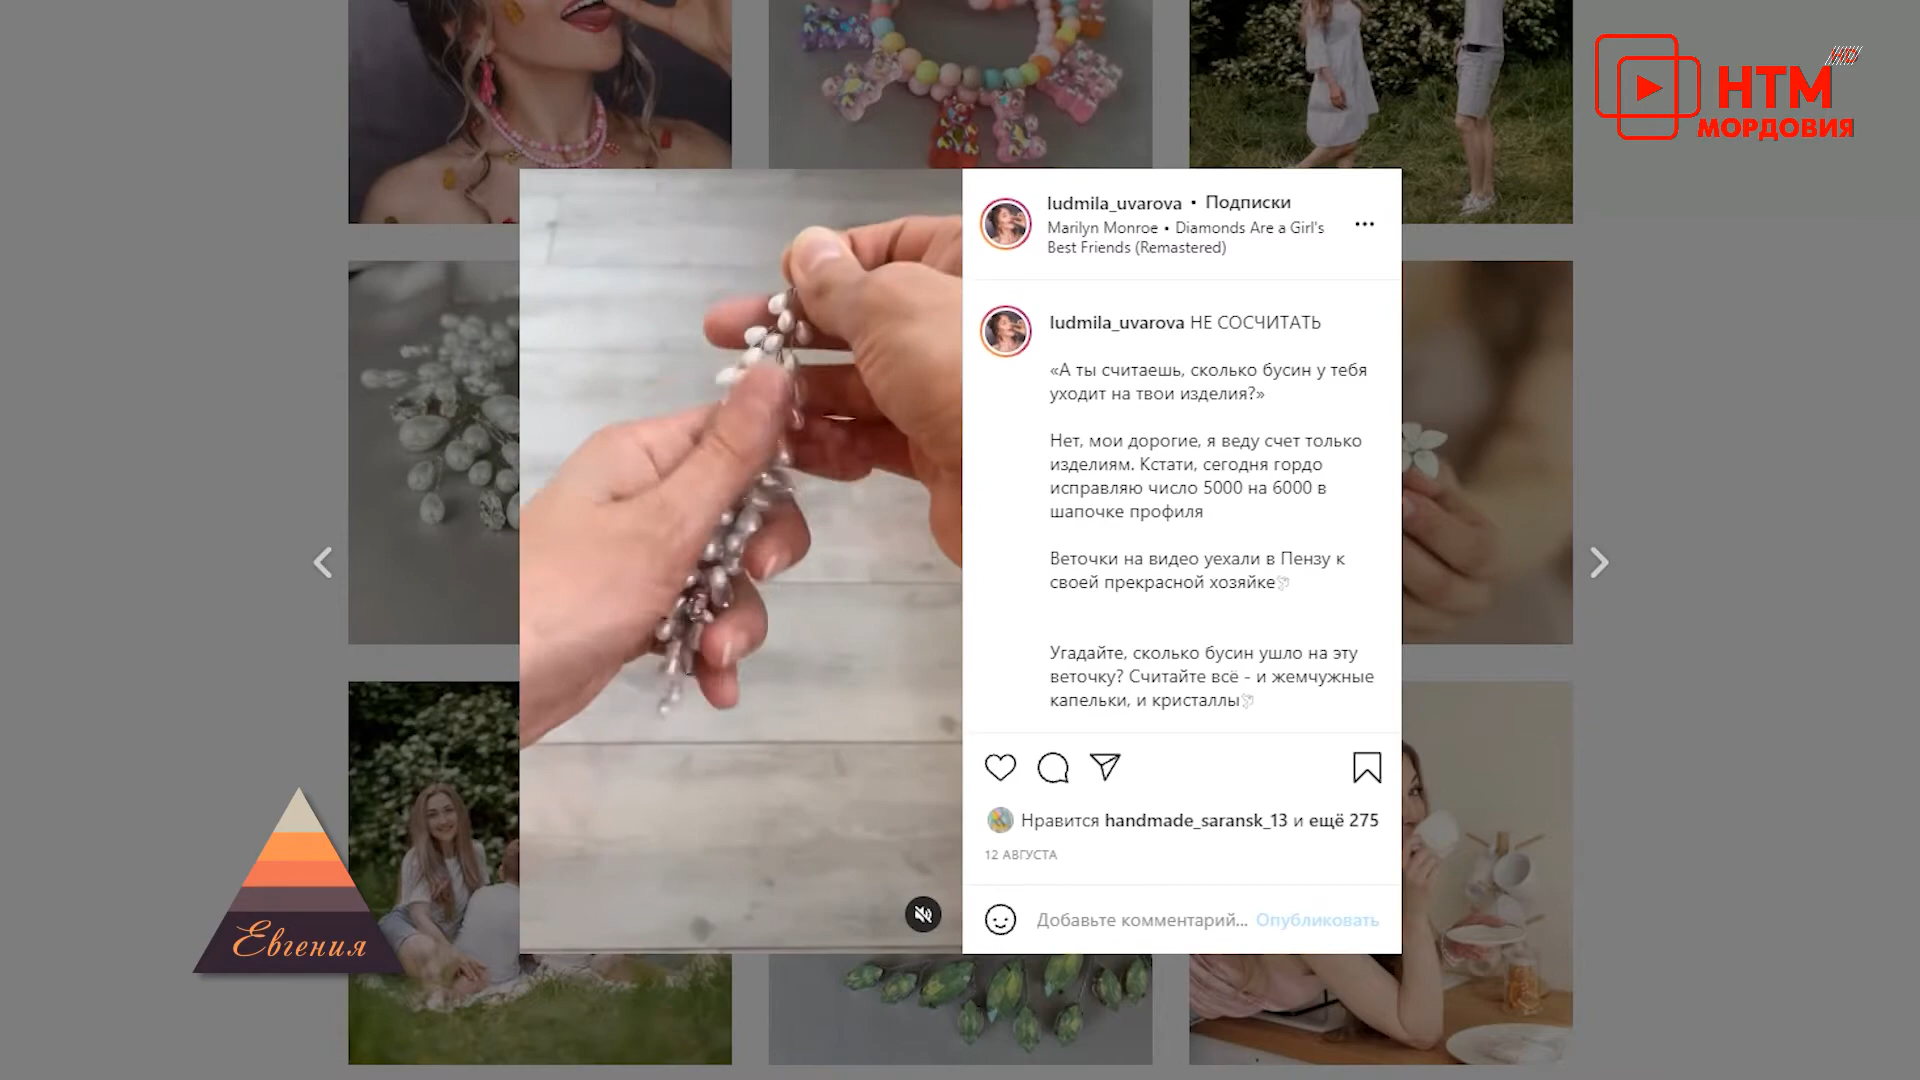 НТМ
МОРДОВИЯ
ludmila_uvarova • Подписки
Marilyn Monroe • Diamonds Are a Girl's
Best Friends (Remastered)
ludmila_uvarova НЕ СОСЧИТАТЬ
«А ты считаешь, сколько бусин у тебя
уходит на твои изделия?»
Нет, мои дорогие, я веду счет только
изделиям. Кстати, сегодня гордо
исправляю число 5000 на 6000 в
шапочке профиля
Веточки на видео уехали в Пензу к
своей прекрасной хозяйке🕊
Угадайте, сколько бусин ушло на эту
веточку? Считайте всё - и жемчужные
капельки, и кристаллы🕊
Нравится handmade_saransk_13 и ещё 275
12 АВГУСТА
Добавьте комментарий... Опубликовать
Евгения